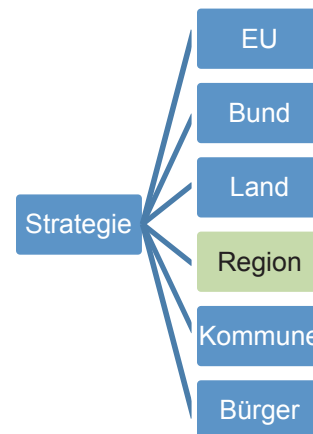 EU
Bund
Land
Strategie
Region
Kommune
Bürger